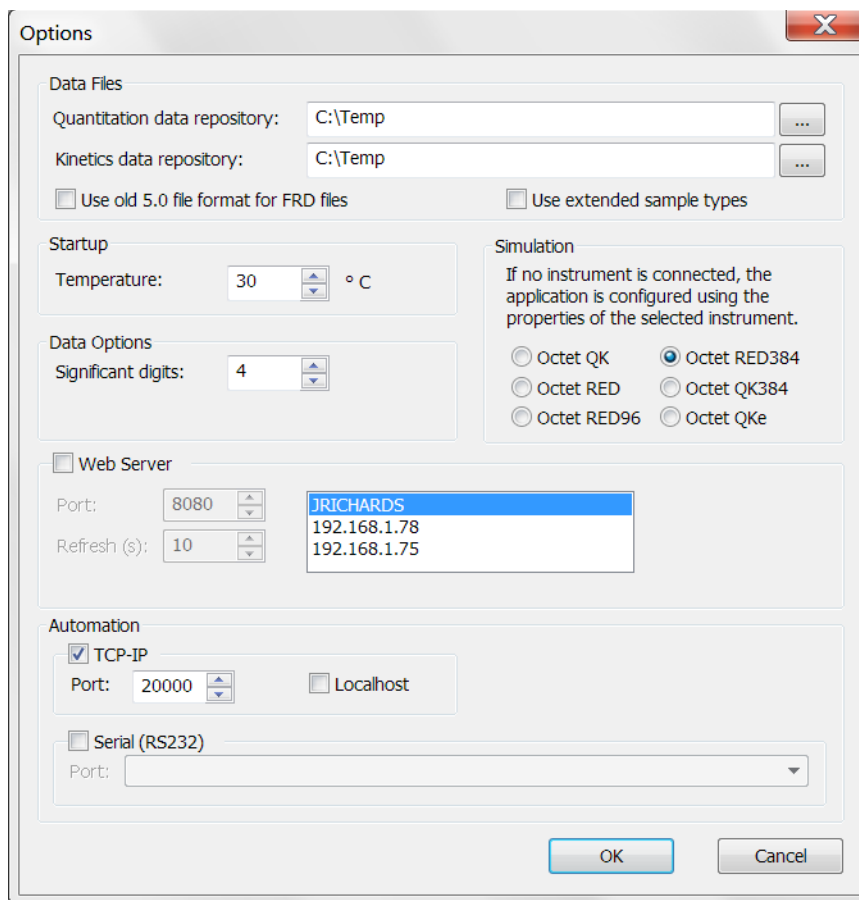 Options
Data Files
Quantitation data repository: C:\Temp ...
Kinetics data repository: C:\Temp ...
Use old 5.0 file format for FRD files Use extended sample types
Startup
Temperature: 30 ° C
Simulation
If no instrument is connected, the
application is configured using the
properties of the selected instrument.
Octet QK Octet RED384
Octet RED Octet QK384
Octet RED96 Octet QKe
Data Options
Significant digits: 4
Web Server
Port: 8080
Refresh (s): 10
JRICHARDS
192.168.1.78
192.168.1.75
Automation
TCP-IP
Port: 20000 Localhost
Serial (RS232)
Port:
OK Cancel